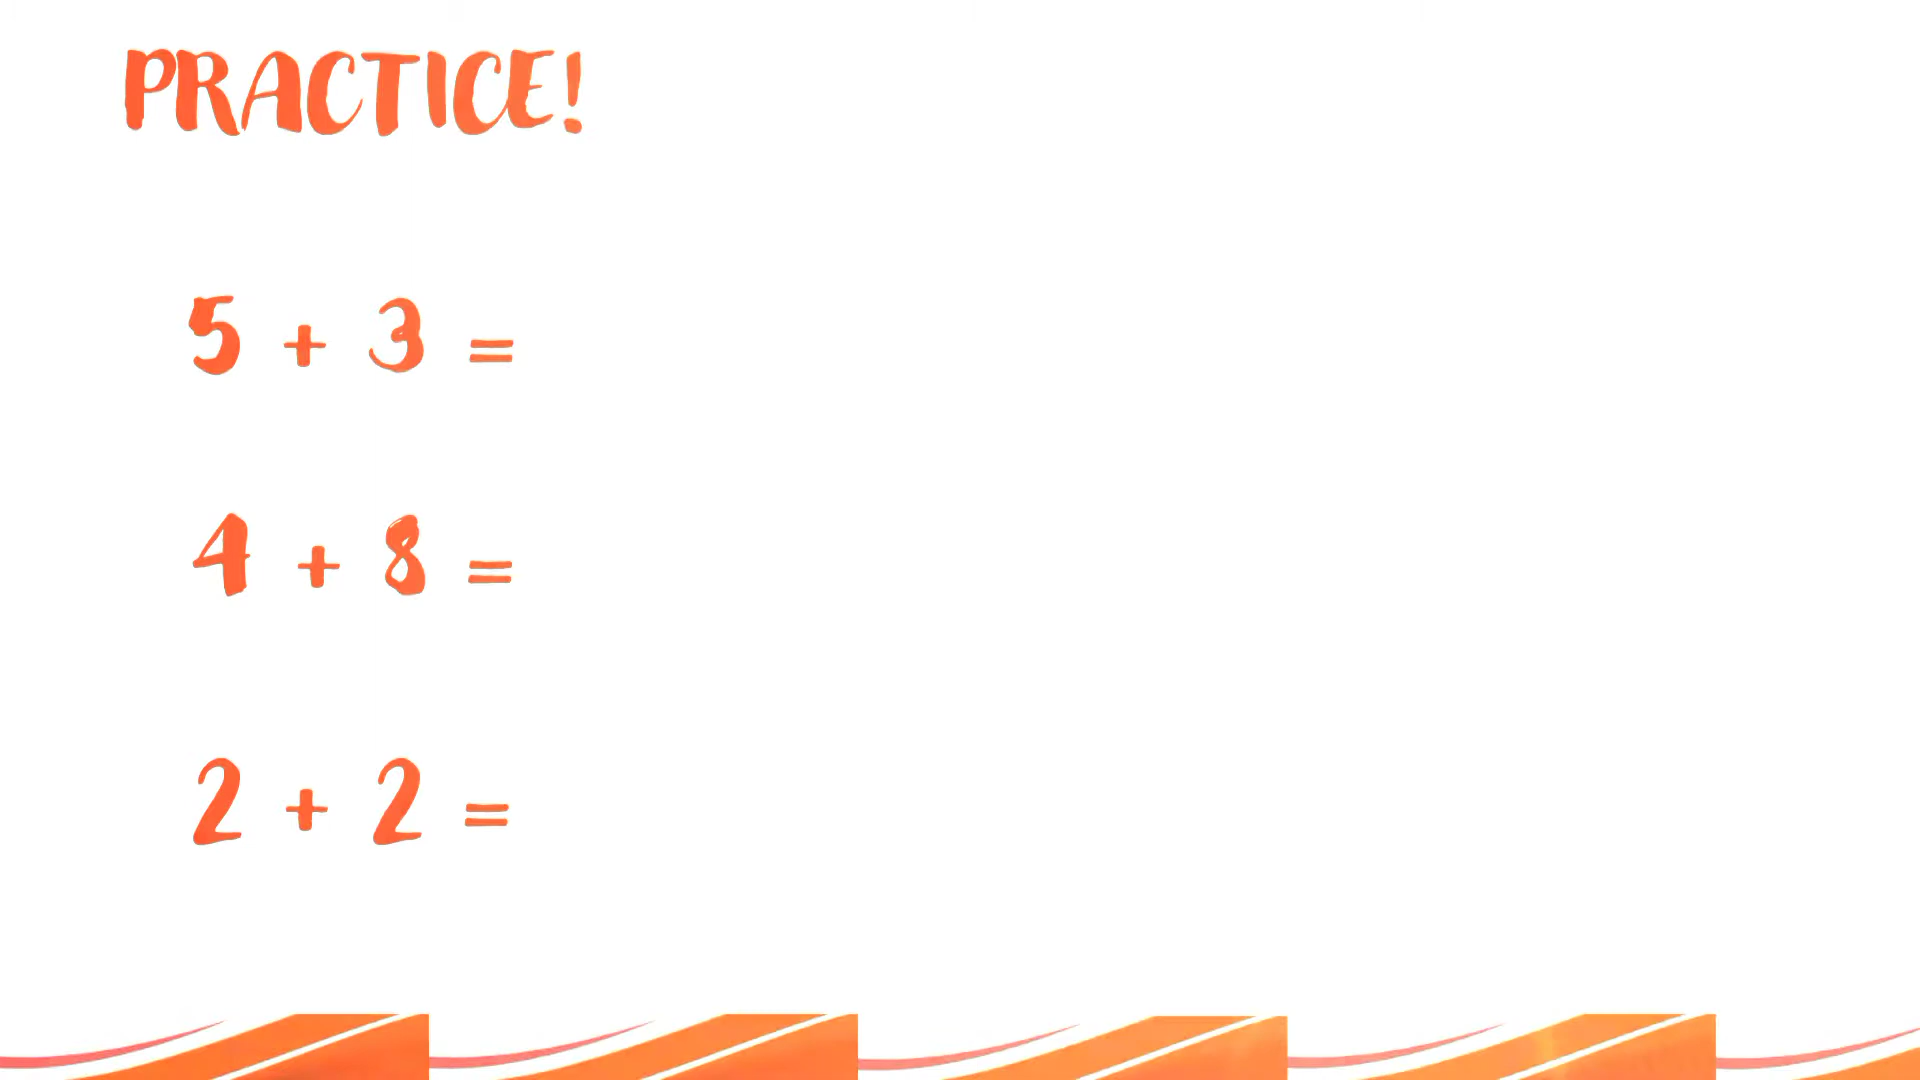 PRACTICE!
5 + 3 =
4 + 8 =
2 + 2 =